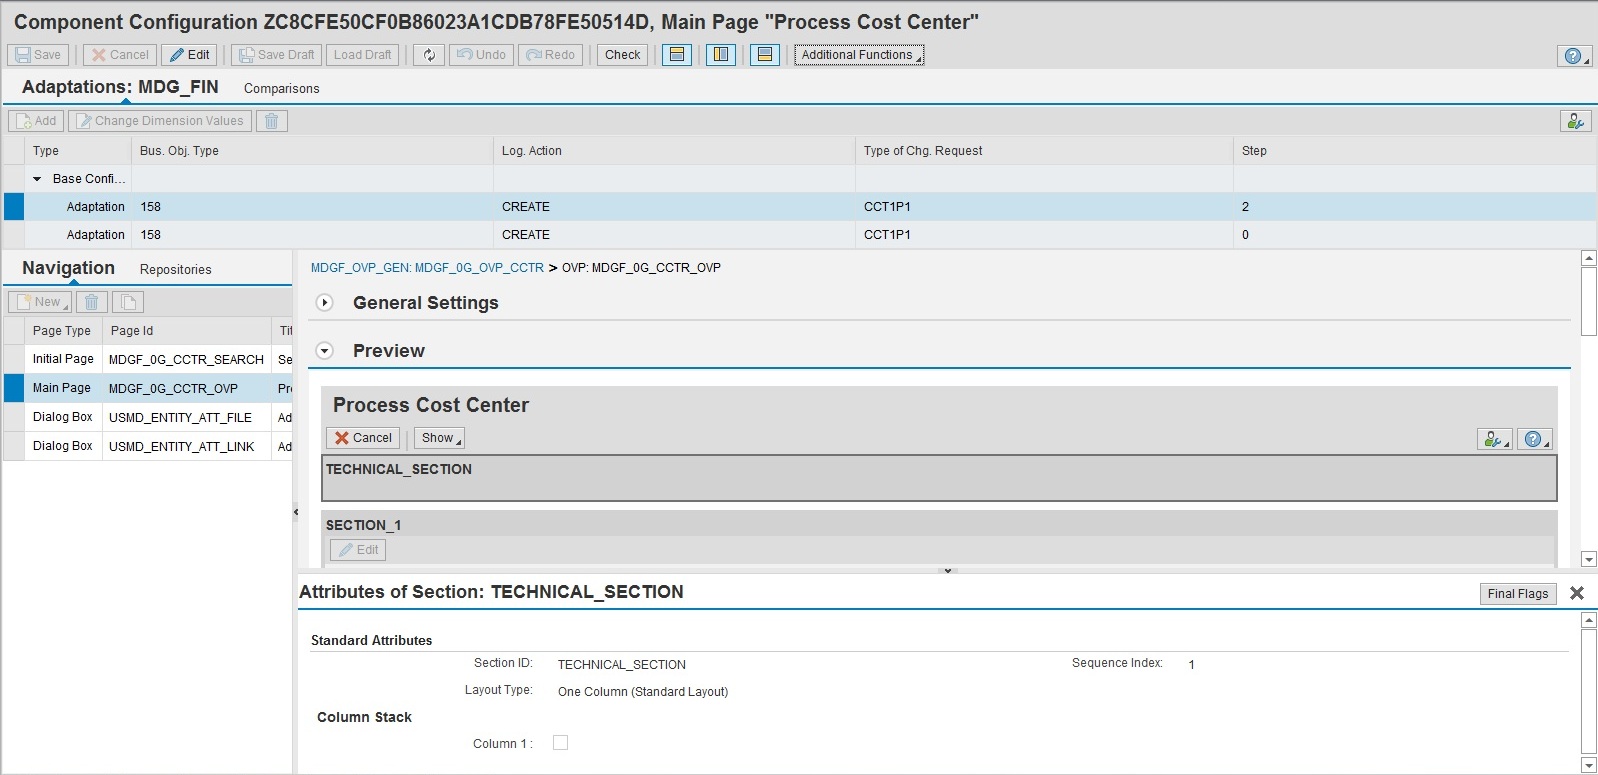 Component Configuration ZC8CFE50CF0B86023A1CDB78FE50514D, Main Page "Process Cost Center"
Save Cancel Edit Save Draft Load Draft Undo Redo Check Additional Functions
Adaptations: MDG_FIN Comparisons
Add Change Dimension Values
Type Bus. Obj. Type Log. Action Type of Chg. Request Step
Base Confi...
Adaptation 158 CREATE CCT1P1 2
Adaptation 158 CREATE CCT1P1 0
Navigation Repositories
New
Page Type Page Id Tit
Initial Page MDGF_0G_CCTR_SEARCH Se
Main Page MDGF_0G_CCTR_OVP Pro
Dialog Box USMD_ENTITY_ATT_FILE Ad
Dialog Box USMD_ENTITY_ATT_LINK Ad
MDGF_OVP_GEN: MDGF_0G_OVP_CCTR > OVP: MDGF_0G_CCTR_OVP
General Settings
Preview
Process Cost Center
Cancel Show
TECHNICAL_SECTION
SECTION_1
Edit
Attributes of Section: TECHNICAL_SECTION Final Flags
Standard Attributes
Section ID: TECHNICAL_SECTION Sequence Index: 1
Layout Type: One Column (Standard Layout)
Column Stack
Column 1 :